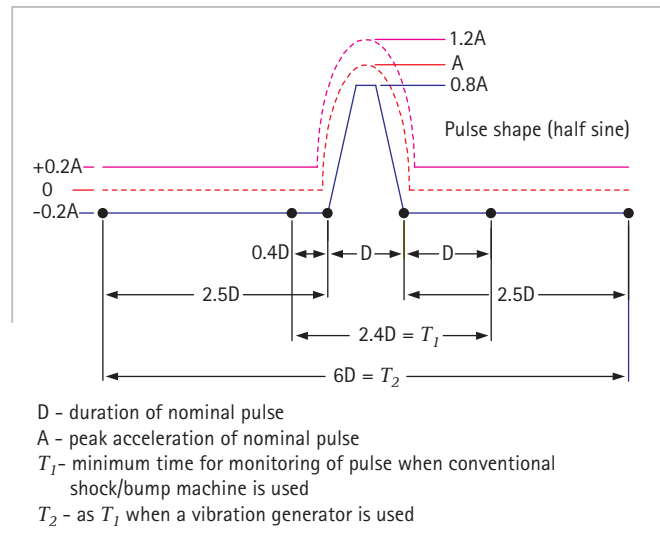 1.2A
A
0.8A
Pulse shape (half sine)
+0.2A
0
−0.2A
0.4D
D
D
2.5D
2.5D
2.4D = T1
6D = T2
D - duration of nominal pulse
A - peak acceleration of nominal pulse
T1- minimum time for monitoring of pulse when conventional
shock/bump machine is used
T2 - as T1 when a vibration generator is used